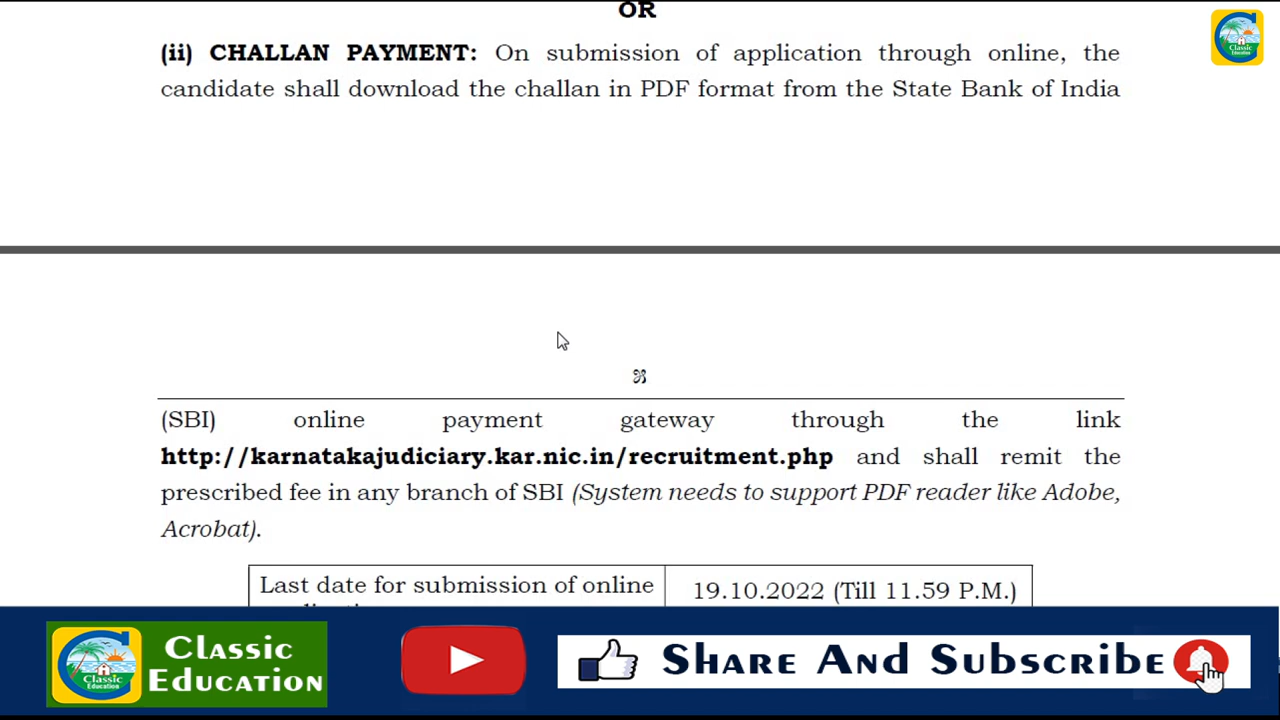 OR
(ii) CHALLAN PAYMENT: On submission of application through online, the
candidate shall download the challan in PDF format from the State Bank of India
Classic
Education
(SBI) online payment gateway through the link
http://karnatakajudiciary.kar.nic.in/recruitment.php and shall remit the
prescribed fee in any branch of SBI (System needs to support PDF reader like Adobe,
Acrobat).
Last date for submission of online
19.10.2022 (Till 11.59 P.M.)
Classic
Education
CLASSIC
EDUCATION
SHARE AND SUBSCRIBE